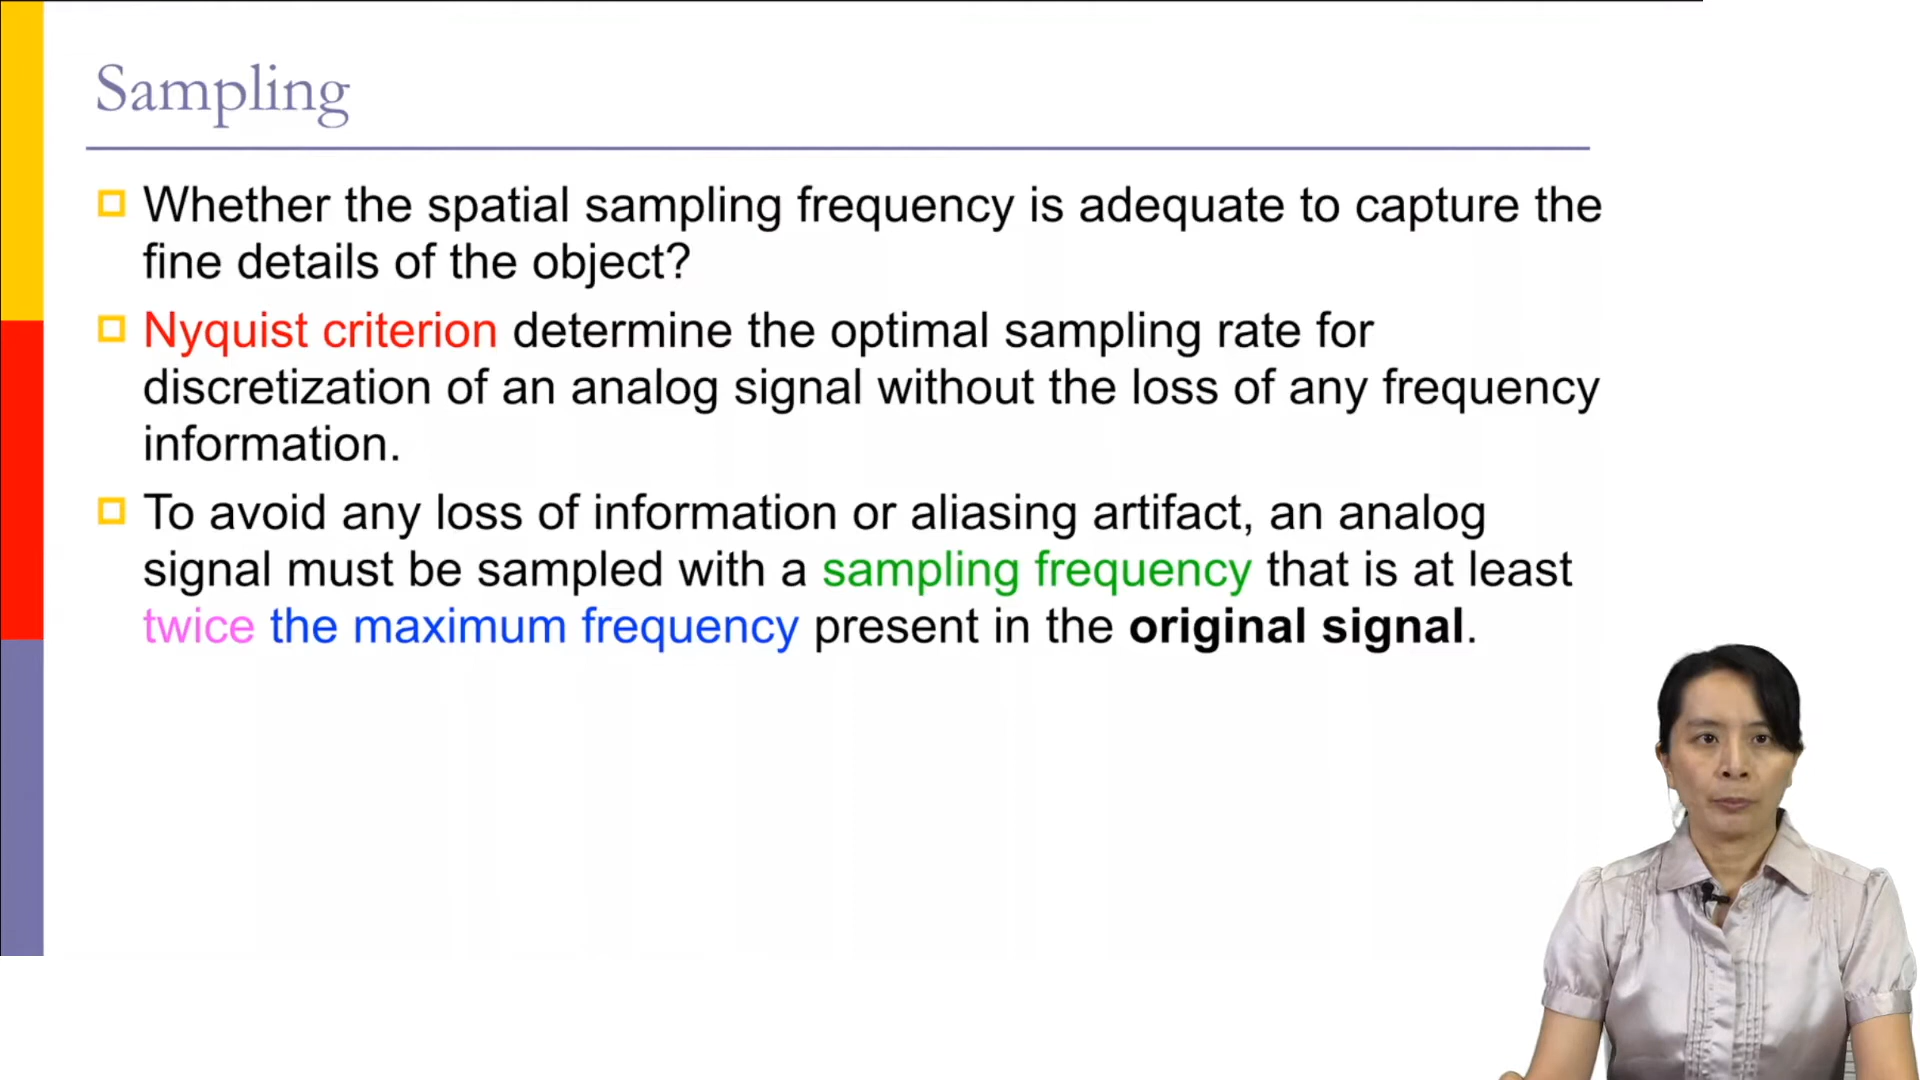 Sampling
Whether the spatial sampling frequency is adequate to capture the
fine details of the object?
Nyquist criterion determine the optimal sampling rate for
discretization of an analog signal without the loss of any frequency
information.
To avoid any loss of information or aliasing artifact, an analog
signal must be sampled with a sampling frequency that is at least
twice the maximum frequency present in the original signal.